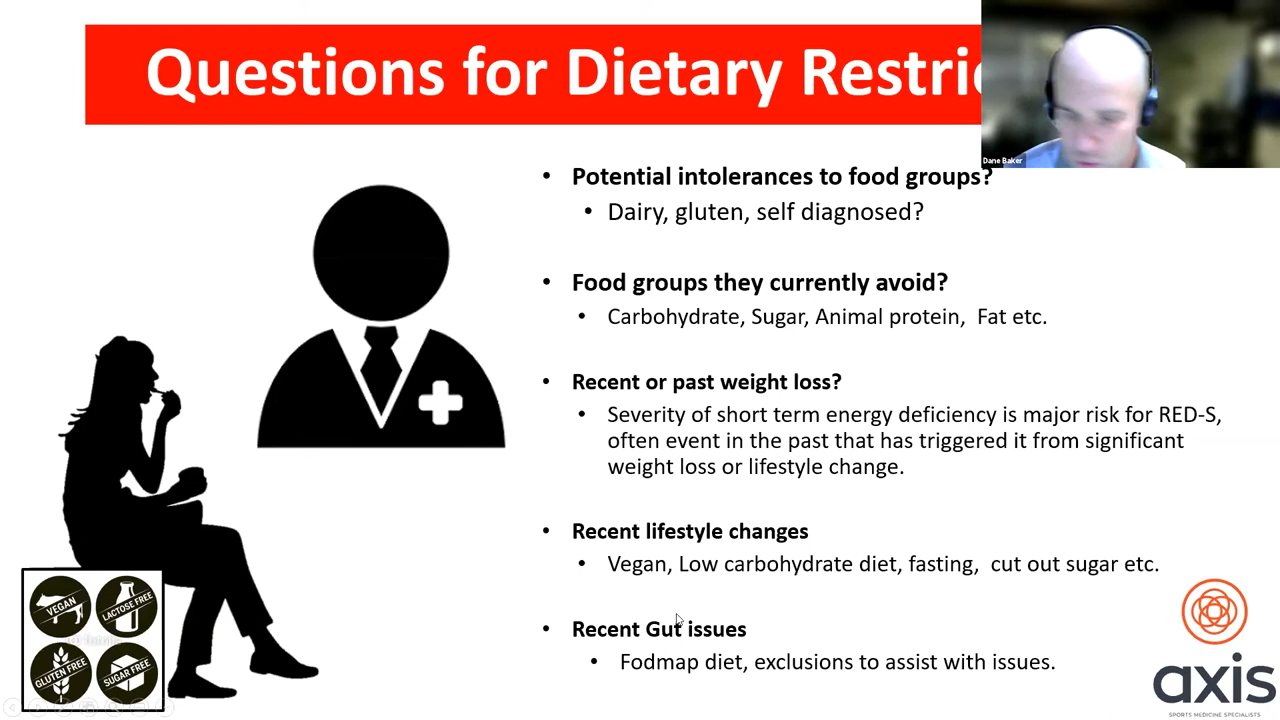 Questions for Dietary Restric
Dane Baker
• Potential intolerances to food groups?
• Dairy, gluten, self diagnosed?
• Food groups they currently avoid?
• Carbohydrate, Sugar, Animal protein, Fat etc.
• Recent or past weight loss?
• Severity of short term energy deficiency is major risk for RED-S,
often event in the past that has triggered it from significant
weight loss or lifestyle change.
• Recent lifestyle changes
• Vegan, Low carbohydrate diet, fasting, cut out sugar etc.
• Recent Gut issues
• Fodmap diet, exclusions to assist with issues.
VEGAN
LACTOSE FREE
GLUTEN FREE
SUGAR FREE
axis
SPORTS MEDICINE SPECIALISTS